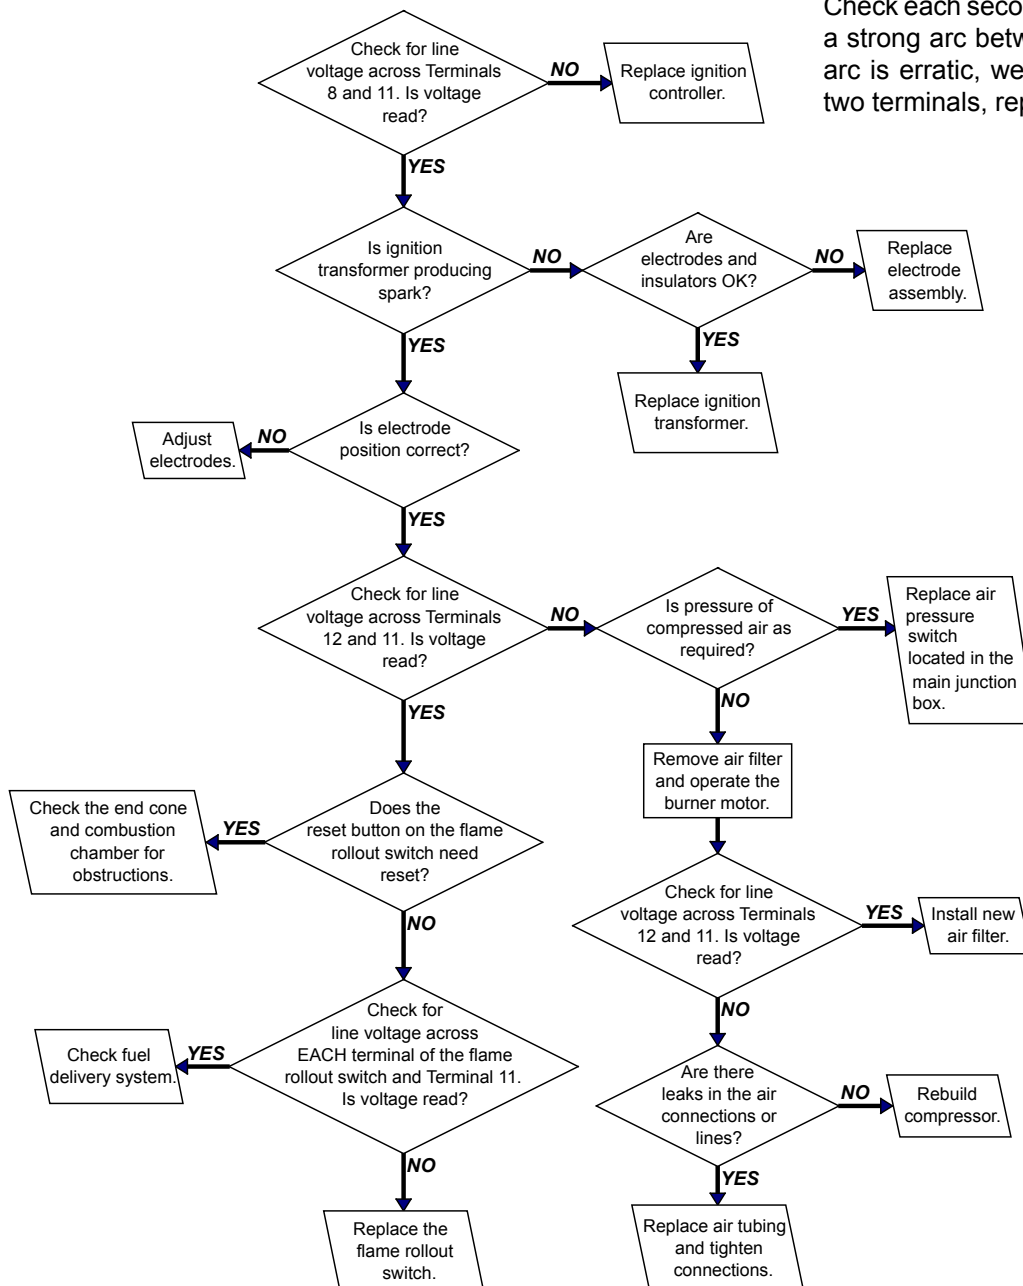 Check each seco
a strong arc betw
arc is erratic, we
two terminals, rep
Check for line
voltage across Terminals
8 and 11. Is voltage
read?
NO
Replace ignition
controller.
YES
Is ignition
transformer producing
spark?
NO
Are
electrodes and
insulators OK?
NO
Replace
electrode
assembly.
YES
YES
Replace ignition
transformer.
Is electrode
position correct?
NO
Adjust
electrodes.
YES
Check for line
voltage across Terminals
12 and 11. Is voltage
read?
NO
Is pressure of
compressed air as
required?
YES
Replace air
pressure
switch
located in the
main junction
box.
YES
NO
Remove air filter
and operate the
burner motor.
Does the
reset button on the flame
rollout switch need
reset?
YES
Check the end cone
and combustion
chamber for
obstructions.
NO
Check for line
voltage across Terminals
12 and 11. Is voltage
read?
YES
Install new
air filter.
NO
Check for
line voltage across
EACH terminal of the flame
rollout switch and Terminal 11.
Is voltage read?
YES
Check fuel
delivery system.
NO
Replace the
flame rollout
switch.
Are there
leaks in the air
connections or
lines?
NO
Rebuild
compressor.
YES
Replace air tubing
and tighten
connections.